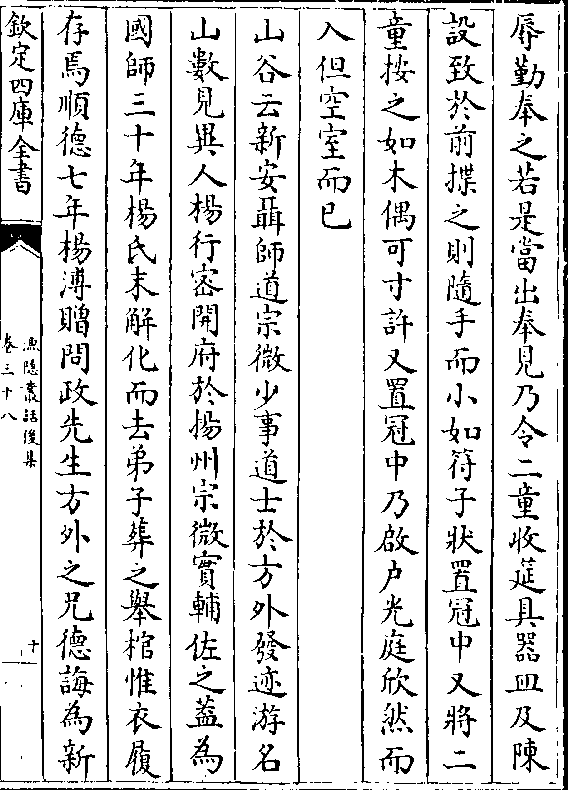 辱勤奉之若是當出奉見乃令二童收筵具器皿及陳
設致於前揲之則隨手而小如符子狀置冠中又將二
童按之如木偶可寸許又置冠中乃啟户光庭欣然而
入但空室而已
山谷云新安聶師道宗微少事道士於方外發迹游名
山數見異人楊行密開府於揚州宗微實輔佐之葢為
國師三十年楊氏末解化而去弟子葬之舉棺惟衣履
存焉順德七年楊溥贈問政先生方外之兄德誨為新
欽定四庫全書
漁隱叢話後集
卷三十八
十